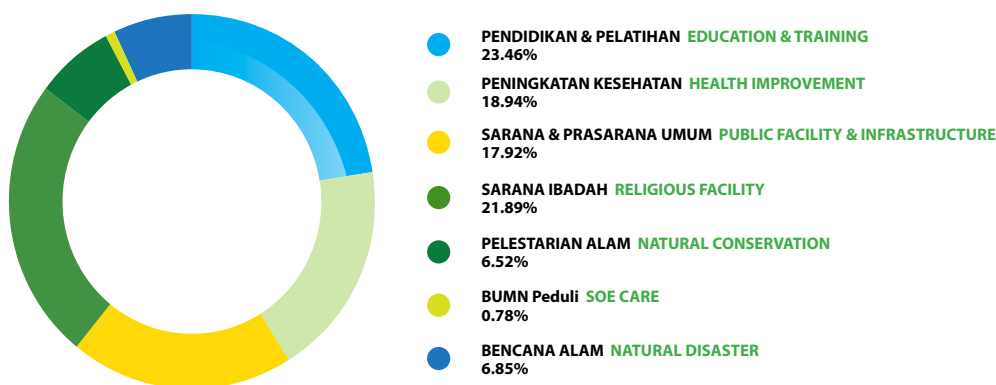 PENDIDIKAN & PELATIHAN EDUCATION & TRAINING
23.46%
PENINGKATAN KESEHATAN HEALTH IMPROVEMENT
18.94%
SARANA & PRASARANA UMUM PUBLIC FACILITY & INFRASTRUCTURE
17.92%
SARANA IBADAH RELIGIOUS FACILITY
21.89%
PELESTARIAN ALAM NATURAL CONSERVATION
6.52%
BUMN Peduli SOE CARE
0.78%
BENCANA ALAM NATURAL DISASTER
6.85%